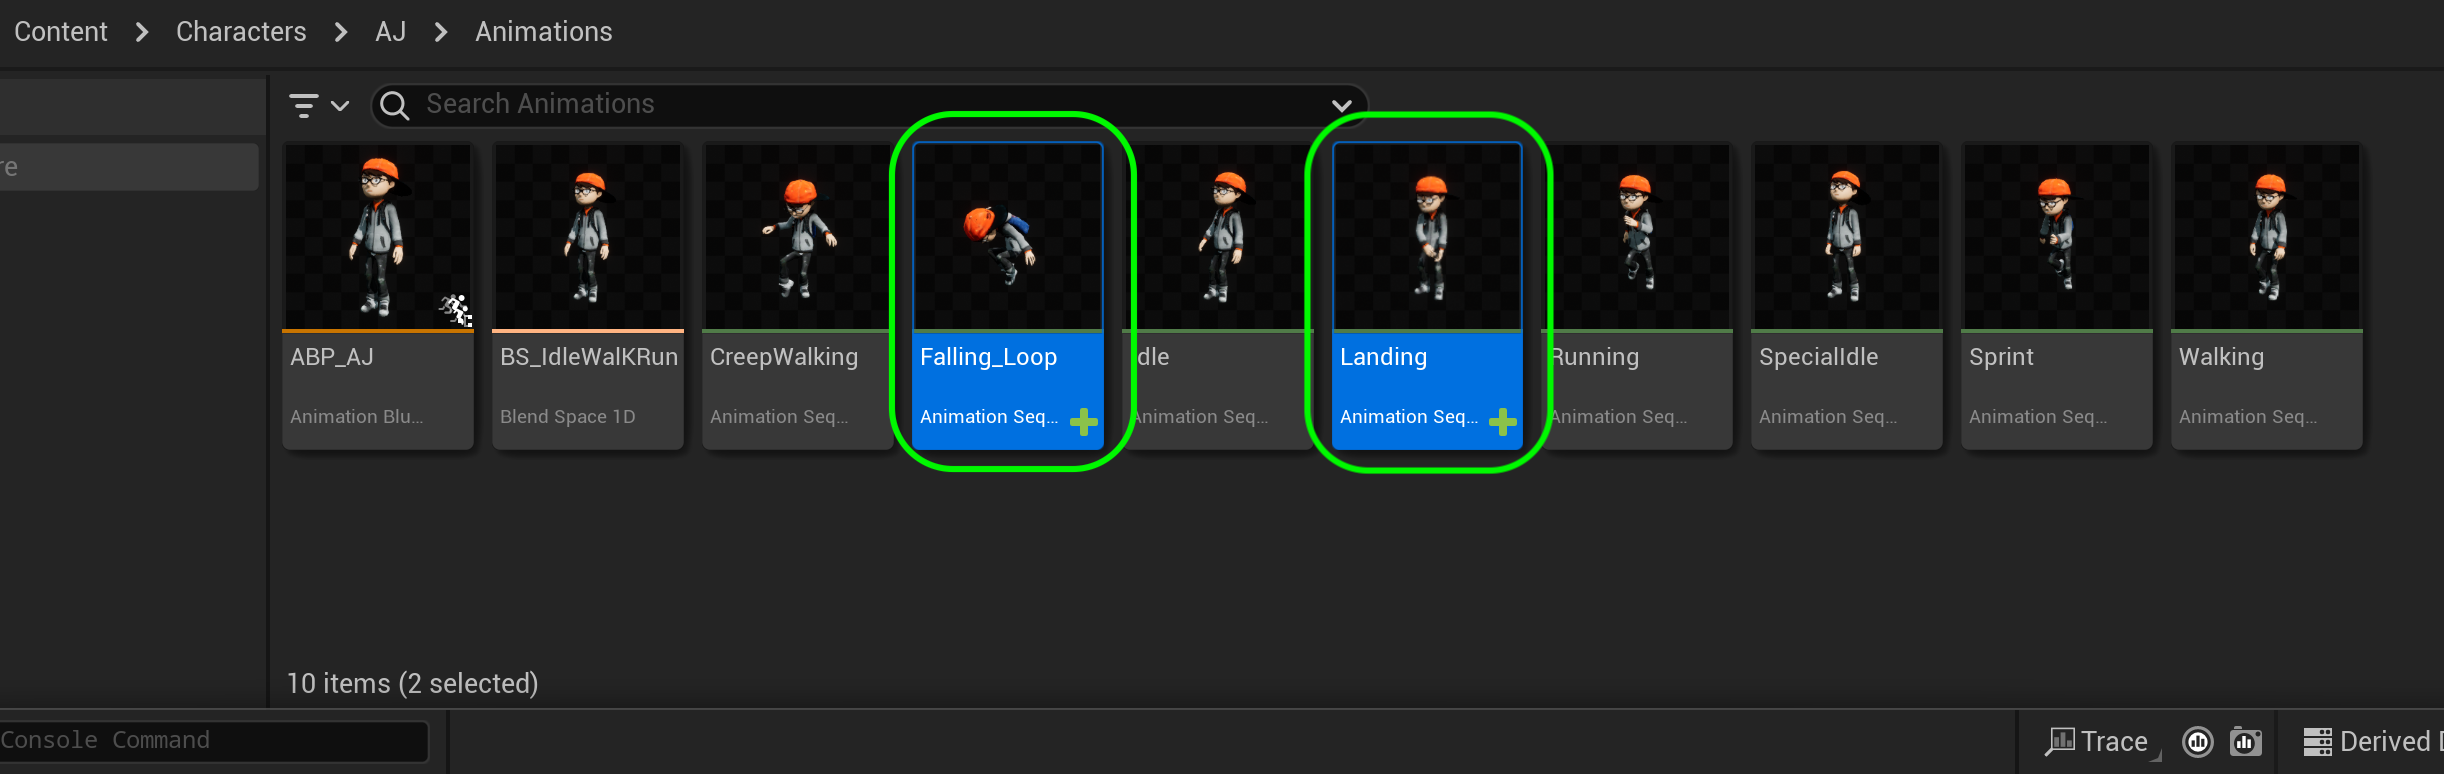 Content > Characters > AJ > Animations
re
Search Animations
ABP_AJ
Animation Blu...
BS_IdleWalKRun
Blend Space 1D
CreepWalking
Animation Seq...
Falling_Loop
Animation Seq...
dle
Animation Seq...
Landing
Animation Seq...
Running
Animation Seq...
SpecialIdle
Animation Seq...
Sprint
Animation Seq...
Walking
Animation Seq...
10 items (2 selected)
Console Command
Trace
Derived